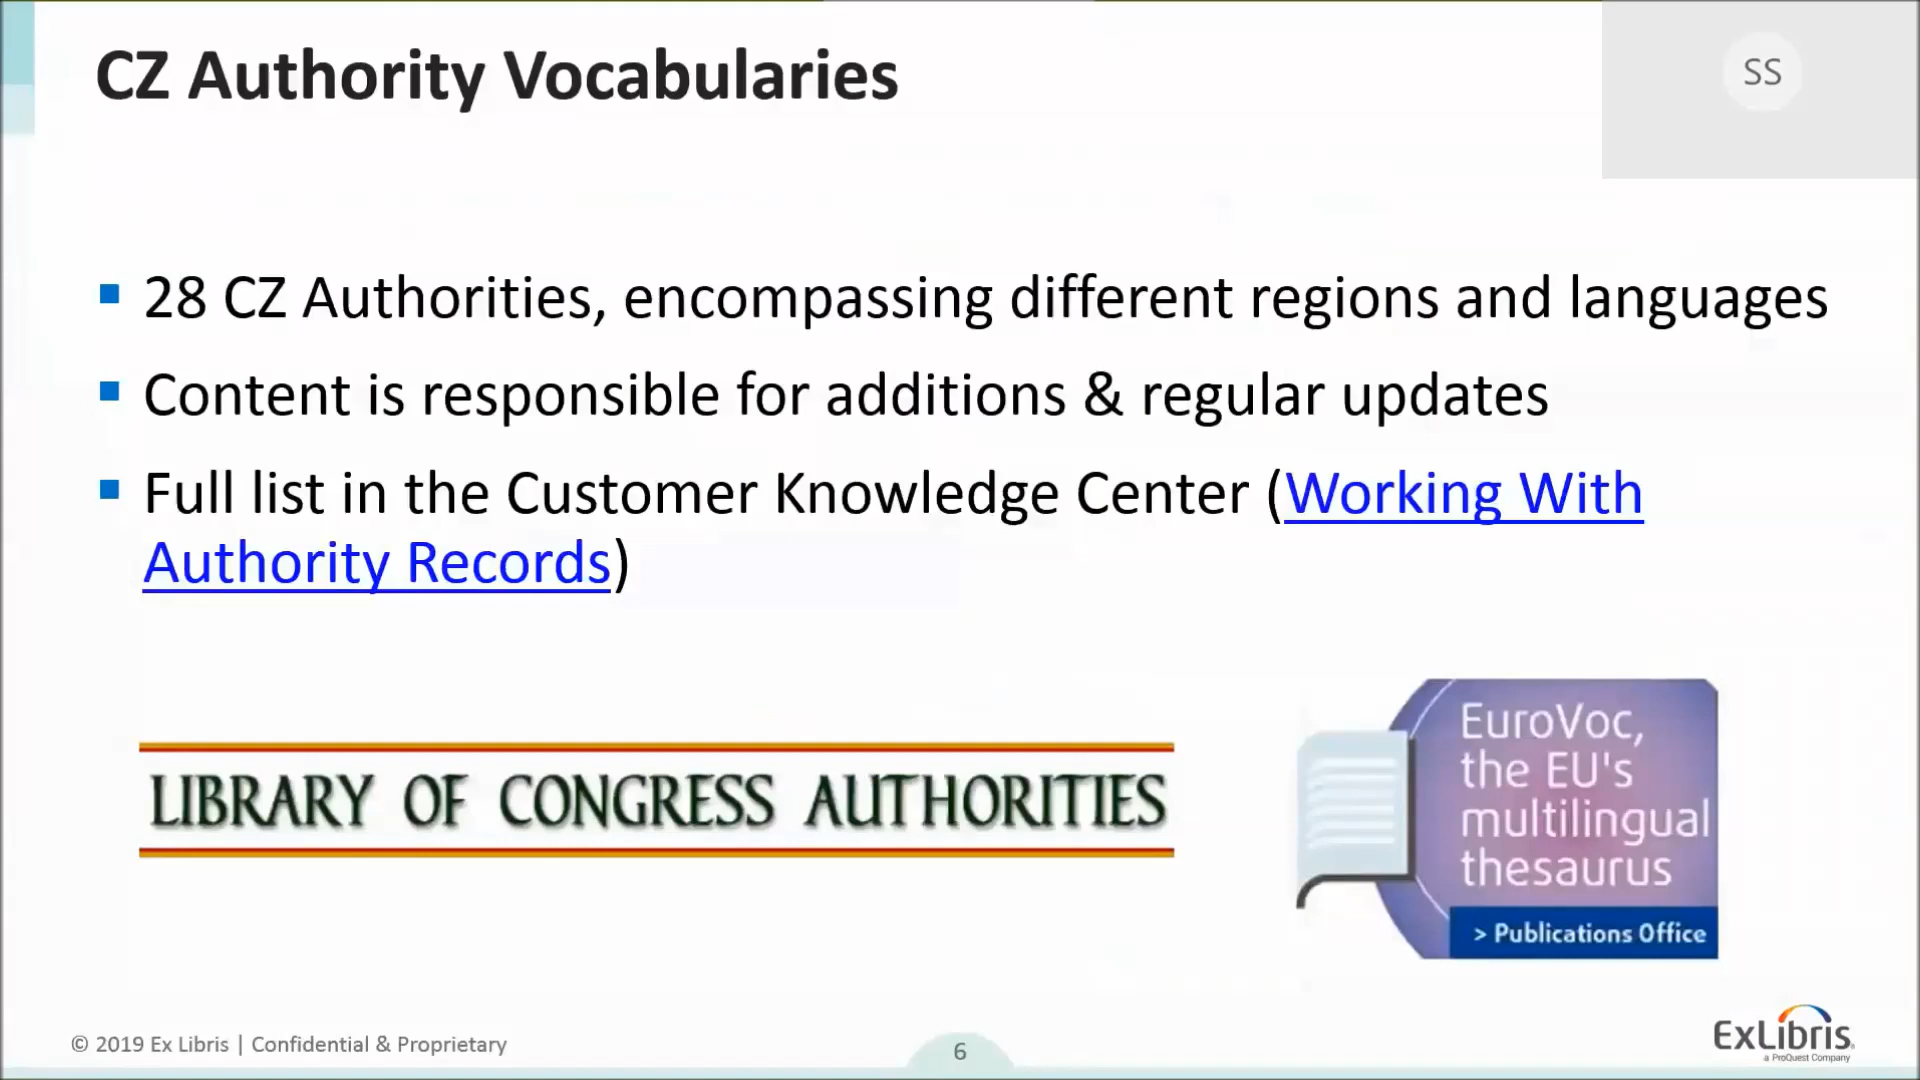 CZ Authority Vocabularies
SS
28 CZ Authorities, encompassing different regions and languages
Content is responsible for additions & regular updates
Full list in the Customer Knowledge Center (Working With
Authority Records)
LIBRARY OF CONGRESS AUTHORITIES
EuroVoc,
the EU's
multilingual
thesaurus
> Publications Office
© 2019 Ex Libris | Confidential & Proprietary
6
ExLibris
a ProQuest Company